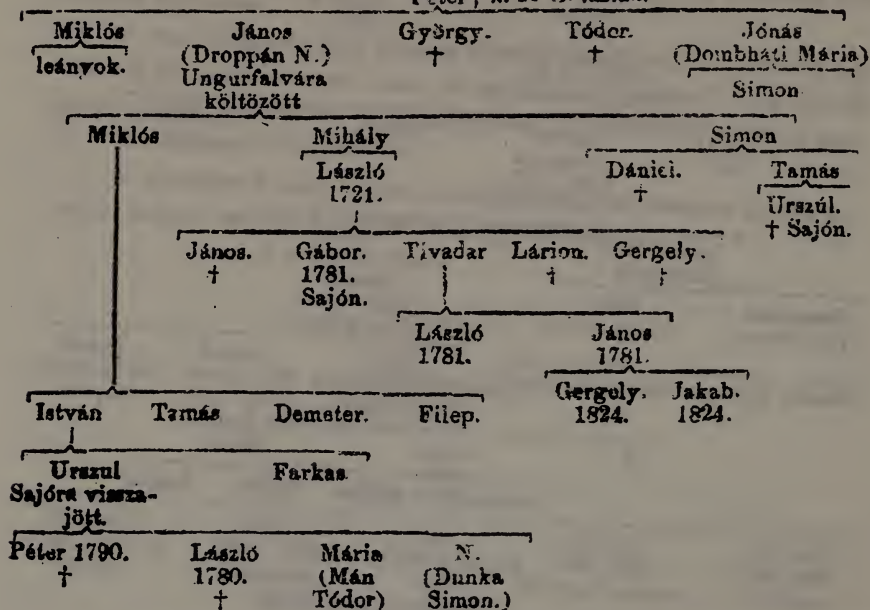 Miklós János György. Tódor. Jónás
leányok. (Droppán N.) † † (Dombháti Mária)
Ungurfalvára Simon
költözött
Miklós Mihály Simon
László Dániel. Tamás
1721. † Urszúl.
† Sajón.
János. Gábor. Tivadar Lárion. Gergely.
† 1781. † †
Sajón.
László János
1781. 1781.
Gergely. Jakab.
1824. 1824.
István Tamás Demeter. Filep.
Urszul Farkas
Sajóra vissza-
jött.
Péter 1790. László Mária N.
† 1780. (Mán (Dunka
† Tódor) Simon.)